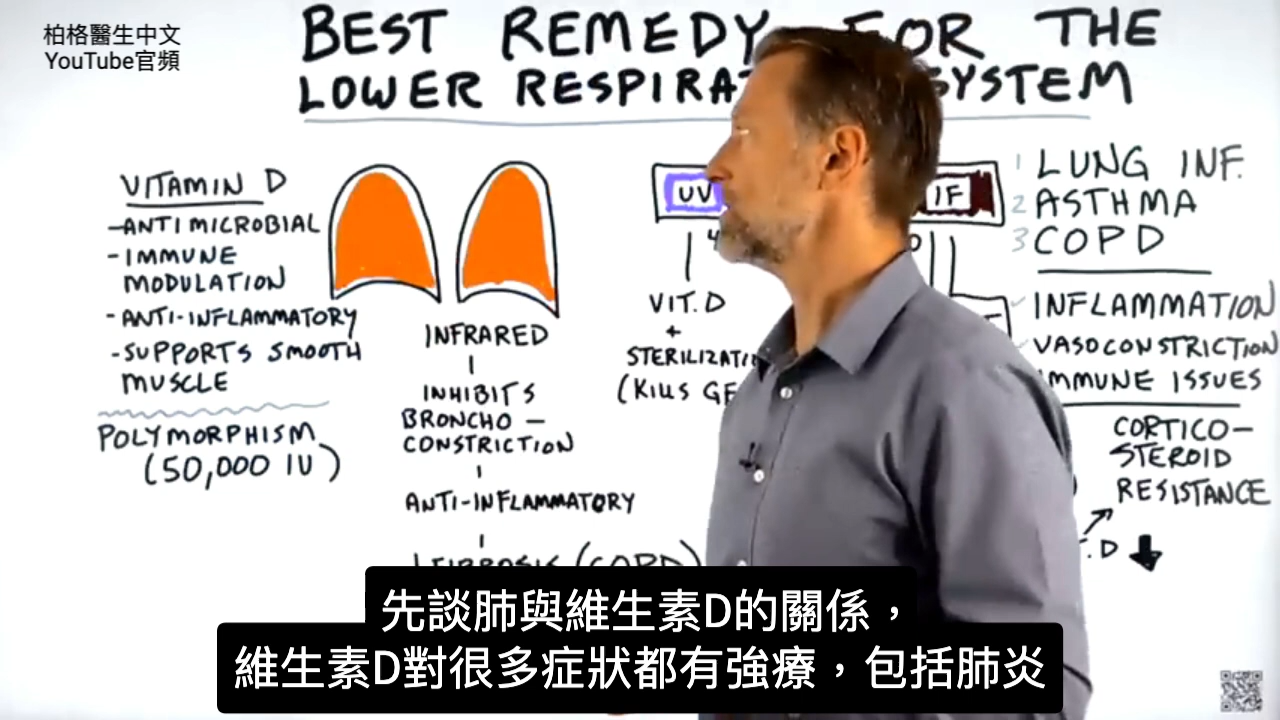 柏格醫生中文
YouTube官頻
BEST REMEDY FOR THE
LOWER RESPIRA SYSTEM
VITAMIN D
-ANTIMICROBIAL
-IMMUNE
MODULATION
-ANTI-INFLAMMATORY
-SUPPORTS SMOOTH
MUSCLE
POLYMORPHISM
(50,000 IU)
INFRARED
INHIBITS
BRONCHO-
CONSTRICTION
ANTI-INFLAMMATORY
(COPD)
UV
VIT. D
+
(KILLS
IF
1 LUNG INF.
2 ASTHMA
3 COPD
INFLAMMATION
VASOCONSTRICTION
IMMUNE ISSUES
CORTICO-
STEROID
RESISTANCE
D
先談肺與維生素D的關係，
維生素D對很多症狀都有強療，包括肺炎